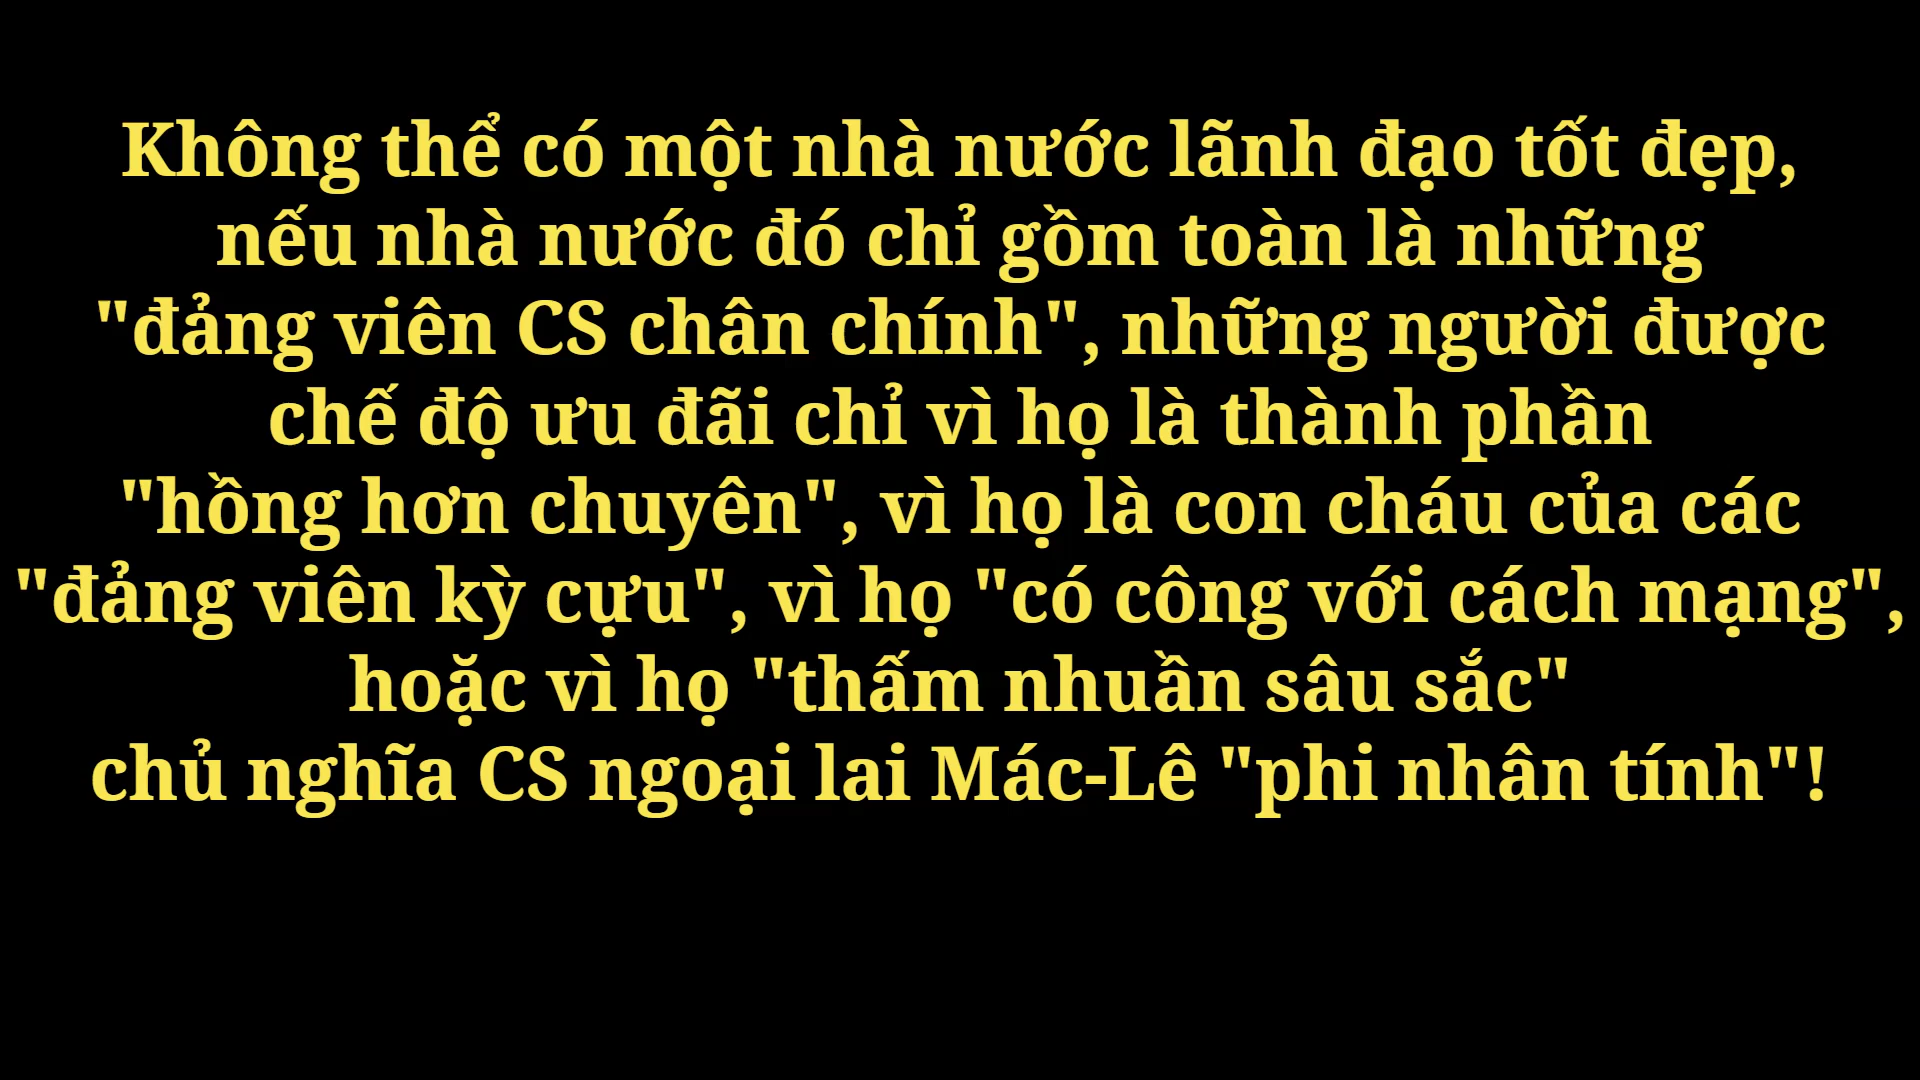 Không thể có một nhà nước lãnh đạo tốt đẹp,
nếu nhà nước đó chỉ gồm toàn là những
"đảng viên CS chân chính", những người được
chế độ ưu đãi chỉ vì họ là thành phần
"hồng hơn chuyên", vì họ là con cháu của các
"đảng viên kỳ cựu", vì họ "có công với cách mạng",
hoặc vì họ "thấm nhuần sâu sắc"
chủ nghĩa CS ngoại lai Mác-Lê "phi nhân tính"!